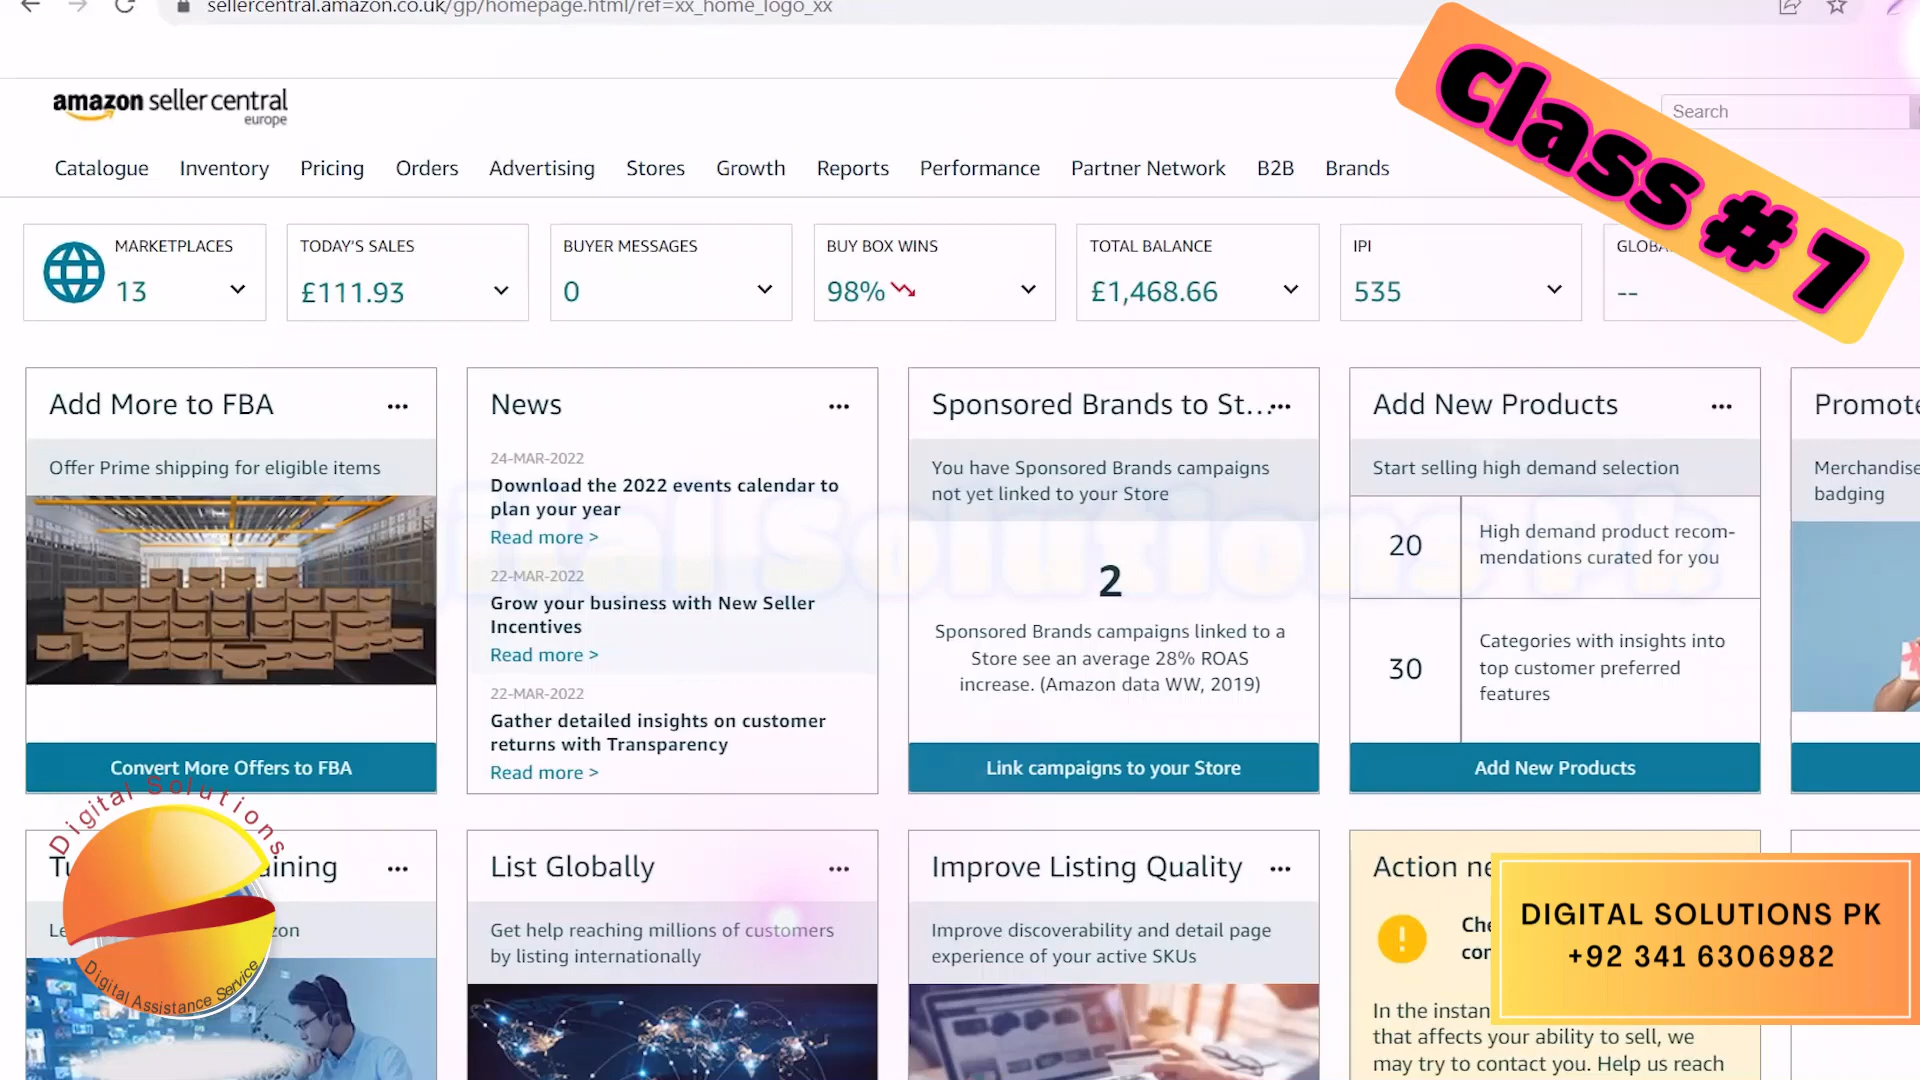 sellercentral.amazon.co.uk/gp/homepage.html/ref=xx_home_logo_xx
Class # 7
amazon seller central
europe
Search
Catalogue Inventory Pricing Orders Advertising Stores Growth Reports Performance Partner Network B2B Brands
MARKETPLACES
13
TODAY'S SALES
£111.93
BUYER MESSAGES
0
BUY BOX WINS
98%
TOTAL BALANCE
£1,468.66
IPI
535
--
Add More to FBA
Offer Prime shipping for eligible items
Convert More Offers to FBA
News
24-MAR-2022
Download the 2022 events calendar to
plan your year
Read more >
22-MAR-2022
Grow your business with New Seller
Incentives
Read more >
22-MAR-2022
Gather detailed insights on customer
returns with Transparency
Read more >
Sponsored Brands to St...
You have Sponsored Brands campaigns
not yet linked to your Store
2
Sponsored Brands campaigns linked to a
Store see an average 28% ROAS
increase. (Amazon data WW, 2019)
Link campaigns to your Store
Add New Products
Start selling high demand selection
20
High demand product recom-
mendations curated for you
30
Categories with insights into
top customer preferred
features
Add New Products
Promote
Merchandise
badging
ital Solutions Pk
Digital Solutions
Digital Assistance Service
List Globally
Get help reaching millions of customers
by listing internationally
Improve Listing Quality
Improve discoverability and detail page
experience of your active SKUs
Action
In the
that affects your ability to sell, we
may try to contact you. Help us reach
DIGITAL SOLUTIONS PK
+92 341 6306982